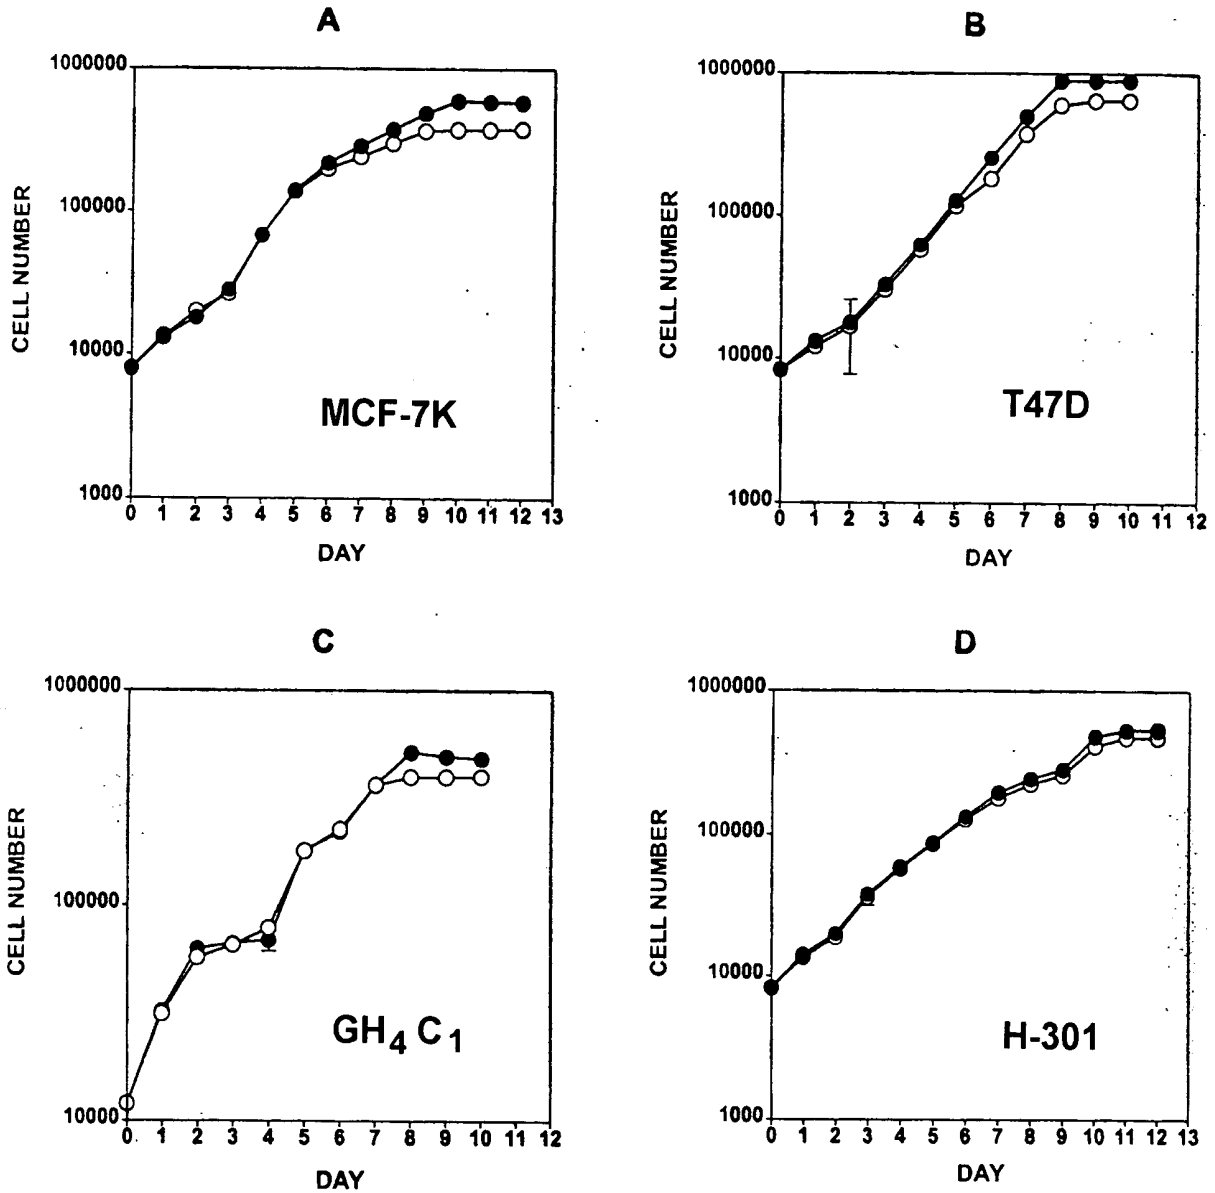 A
1000000
100000
10000
1000
CELL NUMBER
0 1 2 3 4 5 6 7 8 9 10 11 12 13
DAY
MCF-7K
B
1000000
100000
10000
1000
CELL NUMBER
0 1 2 3 4 5 6 7 8 9 10 11 12
DAY
T47D
C
1000000
100000
10000
CELL NUMBER
0 1 2 3 4 5 6 7 8 9 10 11 12
DAY
GH4 C1
D
1000000
100000
10000
1000
CELL NUMBER
0 1 2 3 4 5 6 7 8 9 10 11 12 13
DAY
H-301